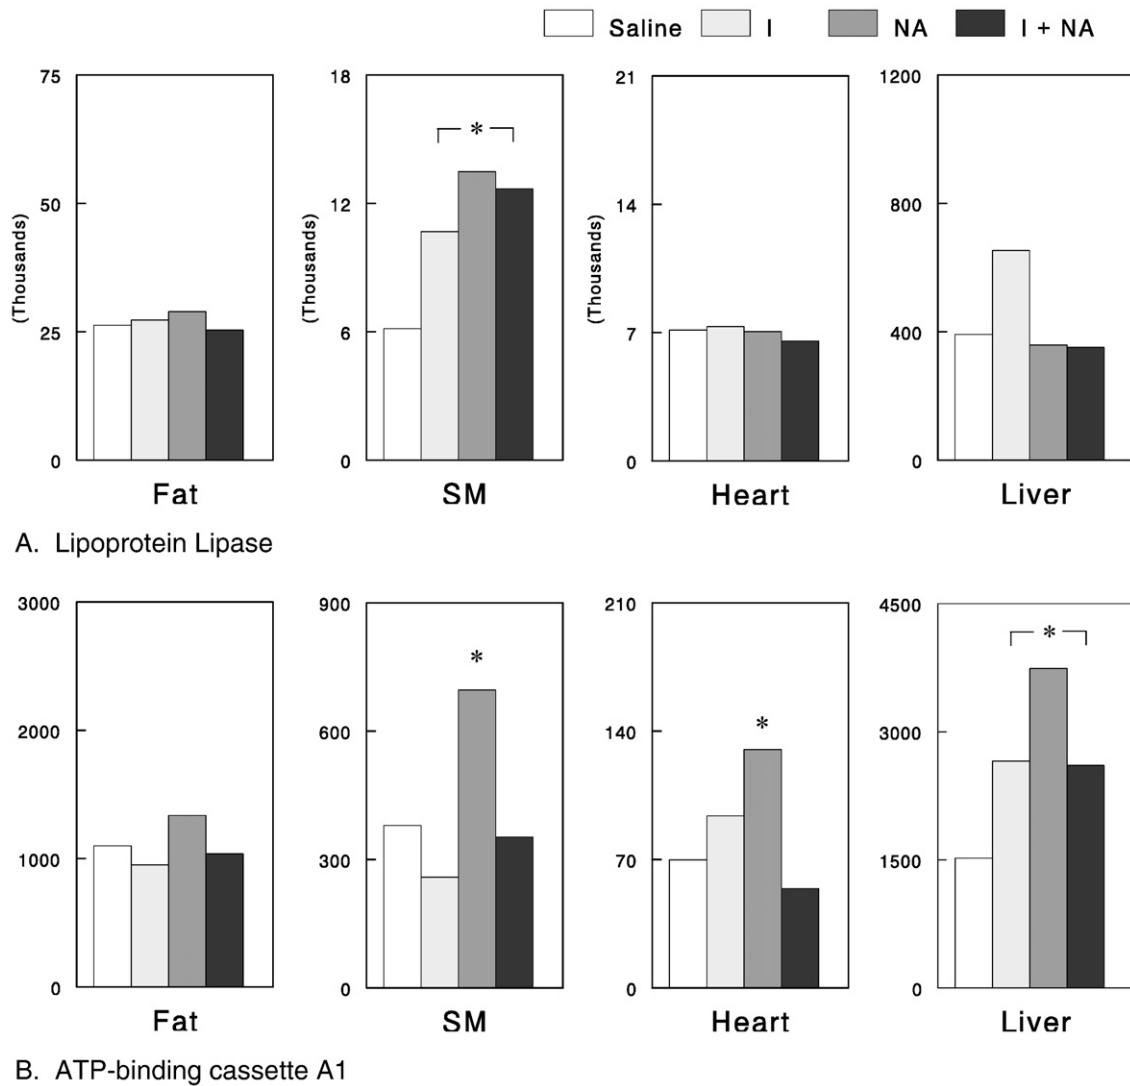 Saline I NA I + NA
75 18 21 1200
50 12 14 800
(Thousands) (Thousands) (Thousands)
25 6 7 400
0 0 0 0
Fat SM Heart Liver
*
A. Lipoprotein Lipase
3000 900 210 4500
2000 600 140 3000
1000 300 70 1500
0 0 0 0
* * *
Fat SM Heart Liver
B. ATP-binding cassette A1